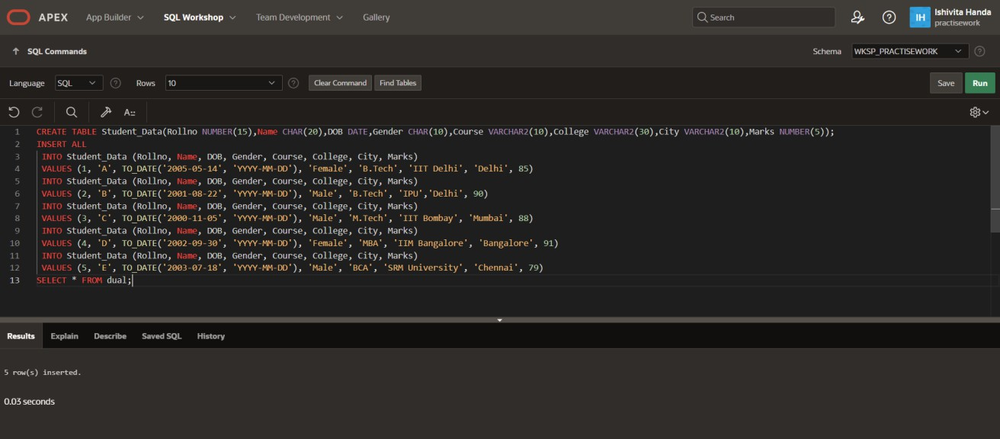 APEX App Builder SQL Workshop Team Development Gallery Search IH Ishivita Handa
practisework
SQL Commands Schema WKSP_PRACTISEWORK
Language SQL Rows 10 Clear Command Find Tables Save Run
A
1 CREATE TABLE Student_Data(Rollno NUMBER(15),Name CHAR(20),DOB DATE,Gender CHAR(10),Course VARCHAR2(10),College VARCHAR2(30),City VARCHAR2(10),Marks NUMBER(5));
2 INSERT ALL
3 INTO Student_Data (Rollno, Name, DOB, Gender, Course, College, City, Marks)
4 VALUES (1, 'A', TO_DATE('2005-05-14', 'YYYY-MM-DD'), 'Female', 'B.Tech', 'IIT Delhi', 'Delhi', 85)
5 INTO Student_Data (Rollno, Name, DOB, Gender, Course, College, City, Marks)
6 VALUES (2, 'B', TO_DATE('2001-08-22', 'YYYY-MM-DD'), 'Male', 'B.Tech', 'IPU','Delhi', 90)
7 INTO Student_Data (Rollno, Name, DOB, Gender, Course, College, City, Marks)
8 VALUES (3, 'C', TO_DATE('2000-11-05', 'YYYY-MM-DD'), 'Male', 'M.Tech', 'IIT Bombay', 'Mumbai', 88)
9 INTO Student_Data (Rollno, Name, DOB, Gender, Course, College, City, Marks)
10 VALUES (4, 'D', TO_DATE('2002-09-30', 'YYYY-MM-DD'), 'Female', 'MBA', 'IIM Bangalore', 'Bangalore', 91)
11 INTO Student_Data (Rollno, Name, DOB, Gender, Course, College, City, Marks)
12 VALUES (5, 'E', TO_DATE('2003-07-18', 'YYYY-MM-DD'), 'Male', 'BCA', 'SRM University', 'Chennai', 79)
13 SELECT * FROM dual;
Results Explain Describe Saved SQL History
5 row(s) inserted.
0.03 seconds